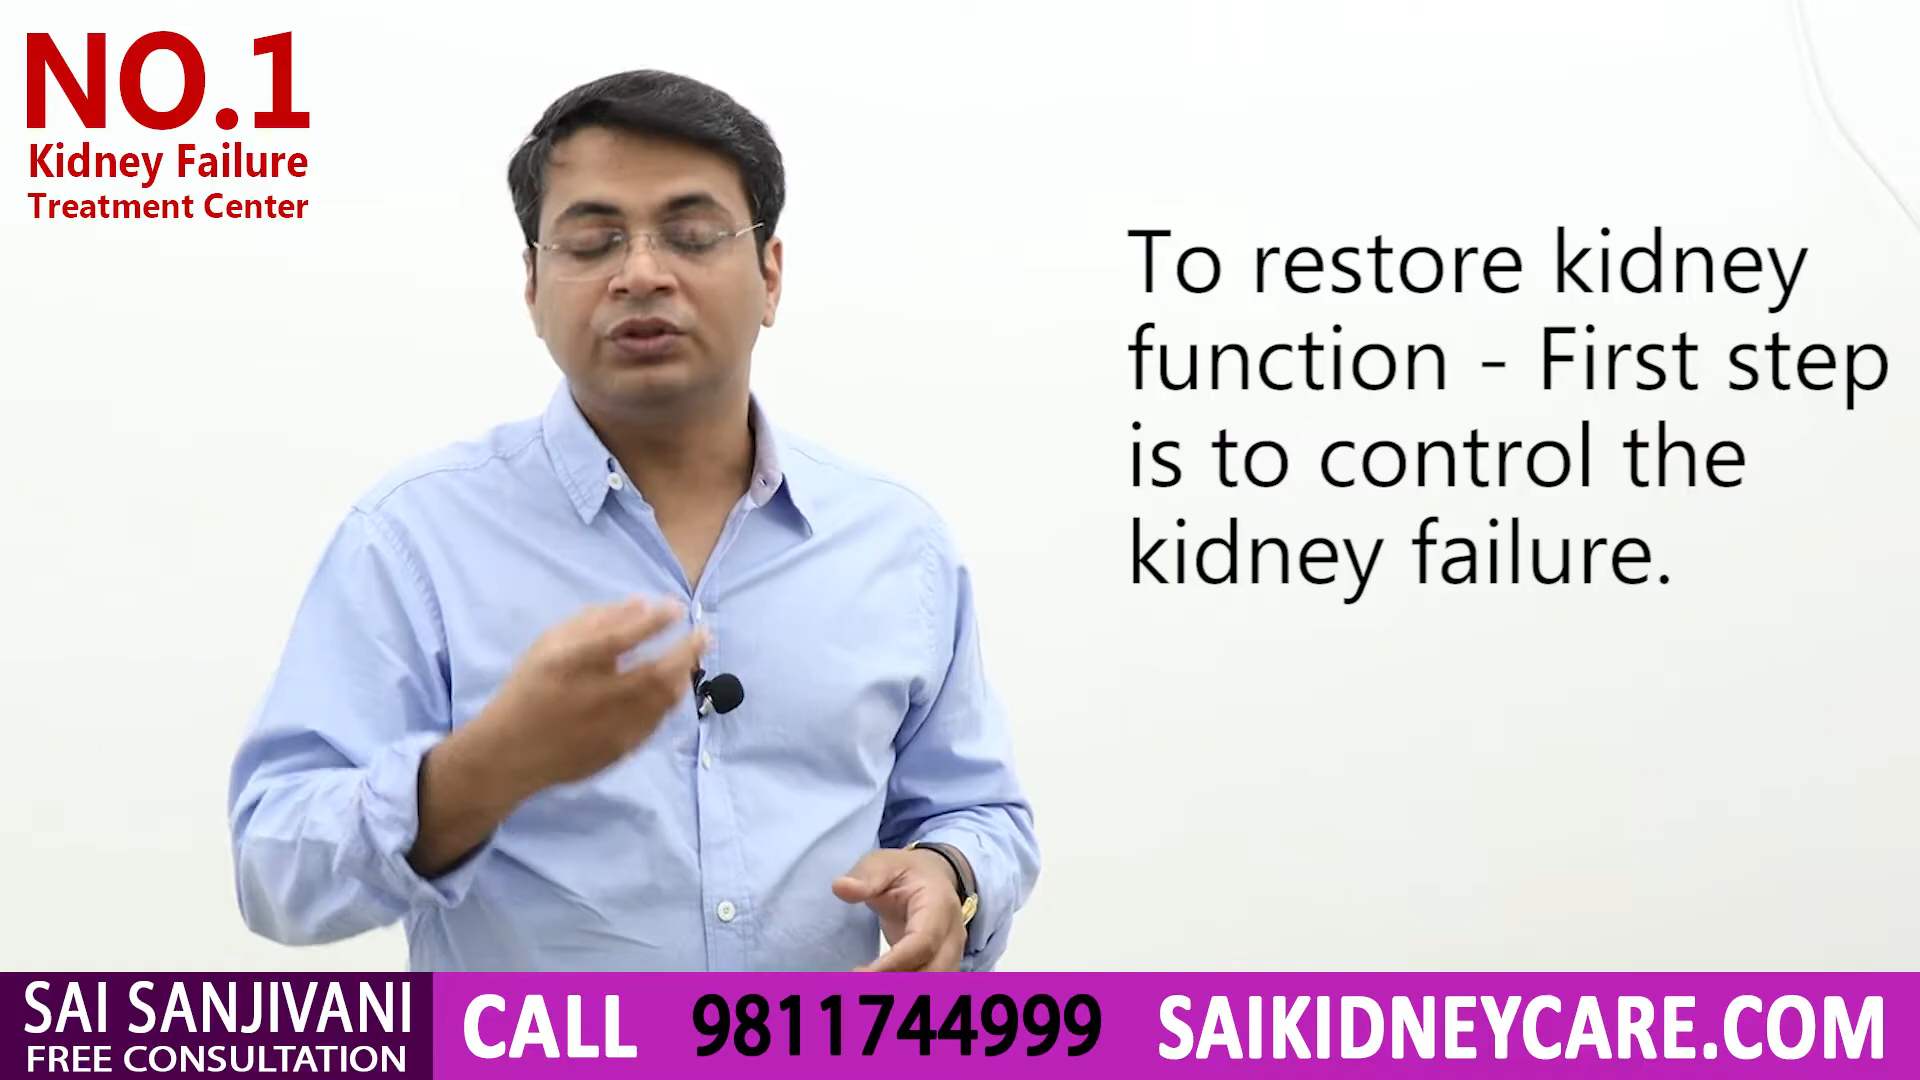 NO.1
Kidney Failure
Treatment Center
To restore kidney
function - First step
is to control the
kidney failure.
SAI SANJIVANI
FREE CONSULTATION
CALL 9811744999 SAIKIDNEYCARE.COM